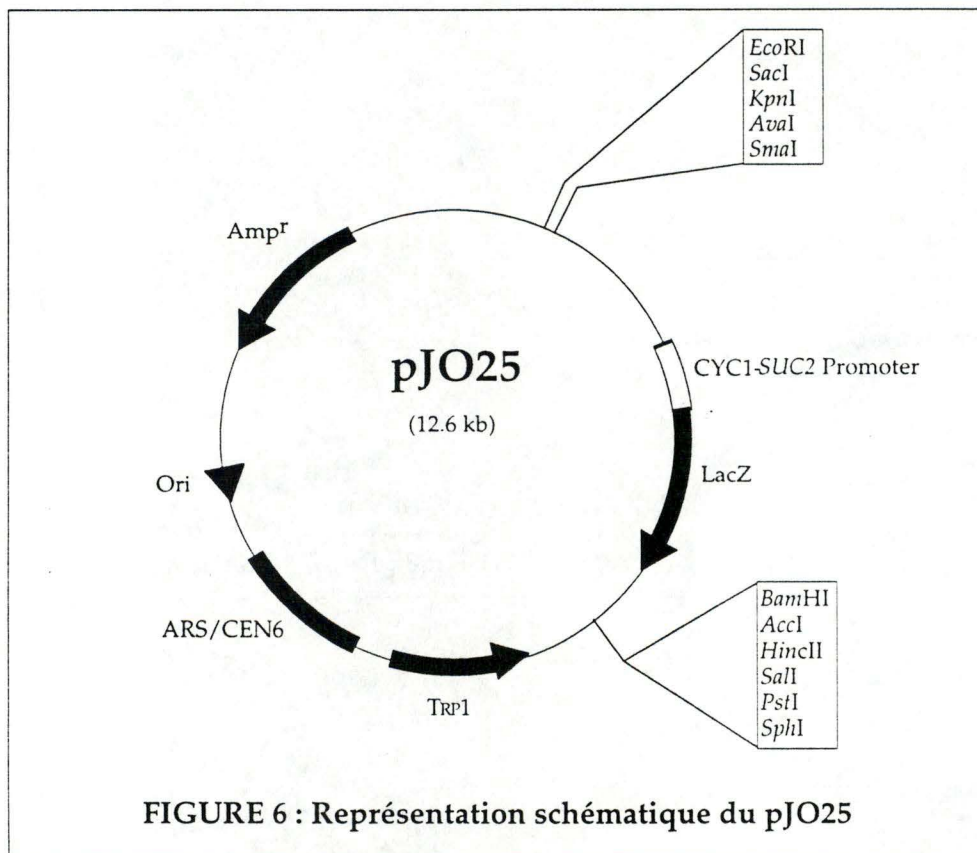 EcoRI
SacI
KpnI
AvaI
SmaI
Ampr
pJO25
(12.6 kb)
CYC1-SUC2 Promoter
LacZ
Ori
ARS/CEN6
TRP1
BamHI
AccI
HincII
SalI
PstI
SphI
FIGURE 6 : Représentation schématique du pJO25